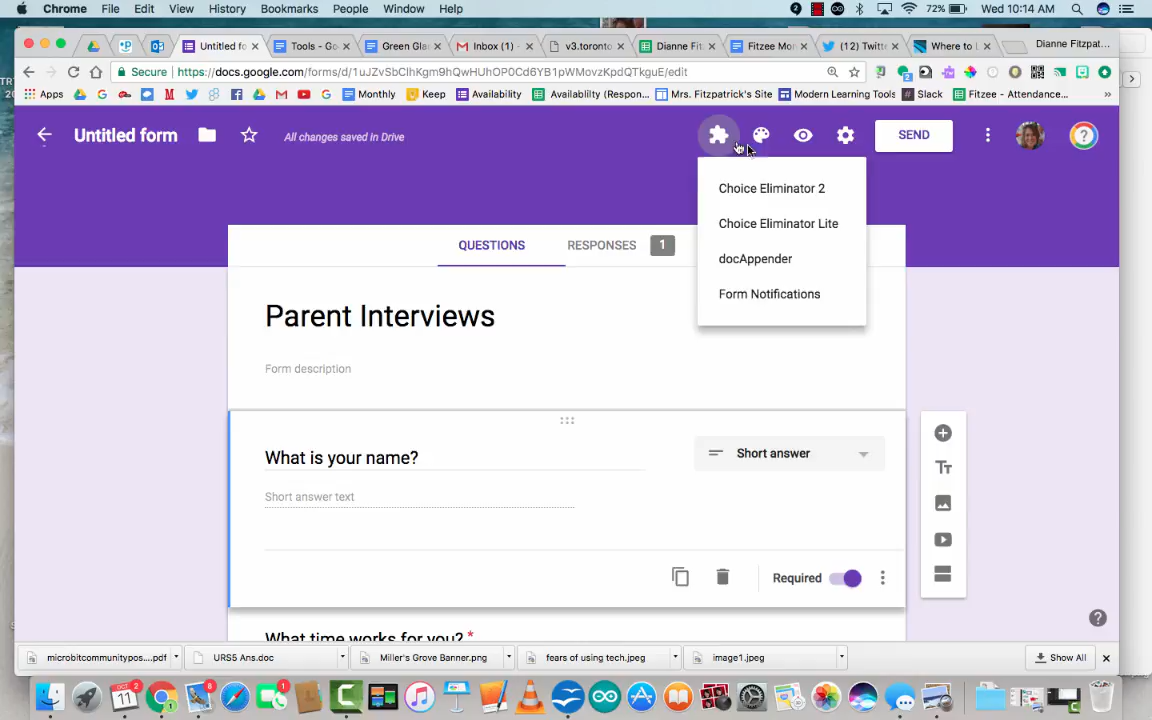 Chrome File Edit View History Bookmarks People Window Help 2 72% Wed 10:14 AM
Untitled fo Tools - Go Green Gla Inbox (1) - v3.toronto Dianne Fit Fitzee Mon (12) Twitt Where to L Dianne Fitzpat...
Secure https://docs.google.com/forms/d/1uJZvSbClhKgm9hQwHUhOP0Cd6YB1pWMovzKpdQTkguE/edit
Apps Monthly Keep Availability Availablilty (Respon... Mrs. Fitzpatrick's Site Modern Learning Tools Slack Fitzee - Attendance... »
Untitled form All changes saved in Drive SEND
Choice Eliminator 2
Choice Eliminator Lite
docAppender
Form Notifications
QUESTIONS RESPONSES 1
Parent Interviews
Form description
What is your name?
Short answer
Short answer text
Required
What time works for you? *
microbitcommunitypos....pdf URS5 Ans.doc Miller's Grove Banner.png fears of using tech.jpeg image1.jpeg Show All